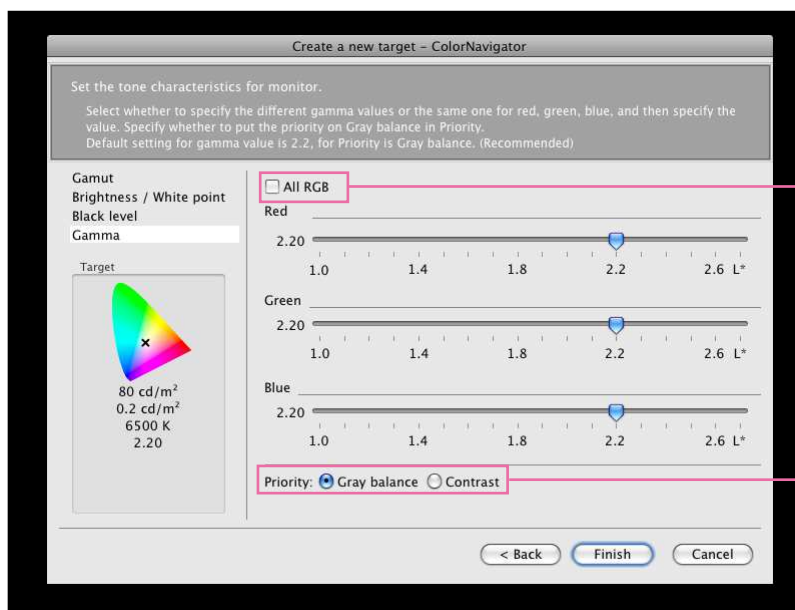 Create a new target – ColorNavigator
Set the tone characteristics for monitor.
Select whether to specify the different gamma values or the same one for red, green, blue, and then specify the
value. Specify whether to put the priority on Gray balance in Priority.
Default setting for gamma value is 2.2, for Priority is Gray balance. (Recommended)
Gamut
Brightness / White point
Black level
Gamma
Target
80 cd/m²
0.2 cd/m²
6500 K
2.20
All RGB
Red
2.20
1.0 1.4 1.8 2.2 2.6 L*
Green
2.20
1.0 1.4 1.8 2.2 2.6 L*
Blue
2.20
1.0 1.4 1.8 2.2 2.6 L*
Priority: Gray balance Contrast
< Back Finish Cancel